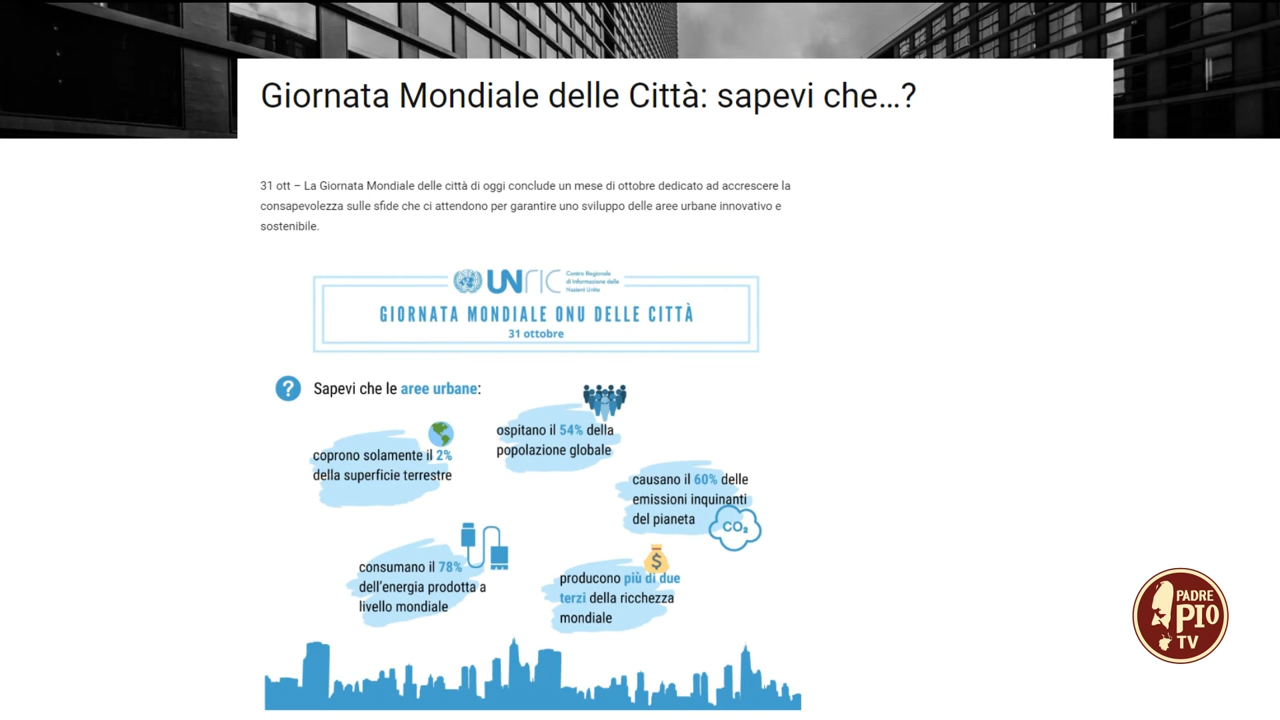 Giornata Mondiale delle Città: sapevi che...?
31 ott – La Giornata Mondiale delle città di oggi conclude un mese di ottobre dedicato ad accrescere la
consapevolezza sulle sfide che ci attendono per garantire uno sviluppo delle aree urbane innovativo e
sostenibile.
UNric
Centro Regionale
di Informazione delle
Nazioni Unite
GIORNATA MONDIALE ONU DELLE CITTÀ
31 ottobre
?
Sapevi che le aree urbane:
ospitano il 54% della
popolazione globale
coprono solamente il 2%
della superficie terrestre
causano il 60% delle
emissioni inquinanti
del pianeta
CO₂
consumano il 78%
dell'energia prodotta a
livello mondiale
$
producono più di due
terzi della ricchezza
mondiale
PADRE
PIO
TV